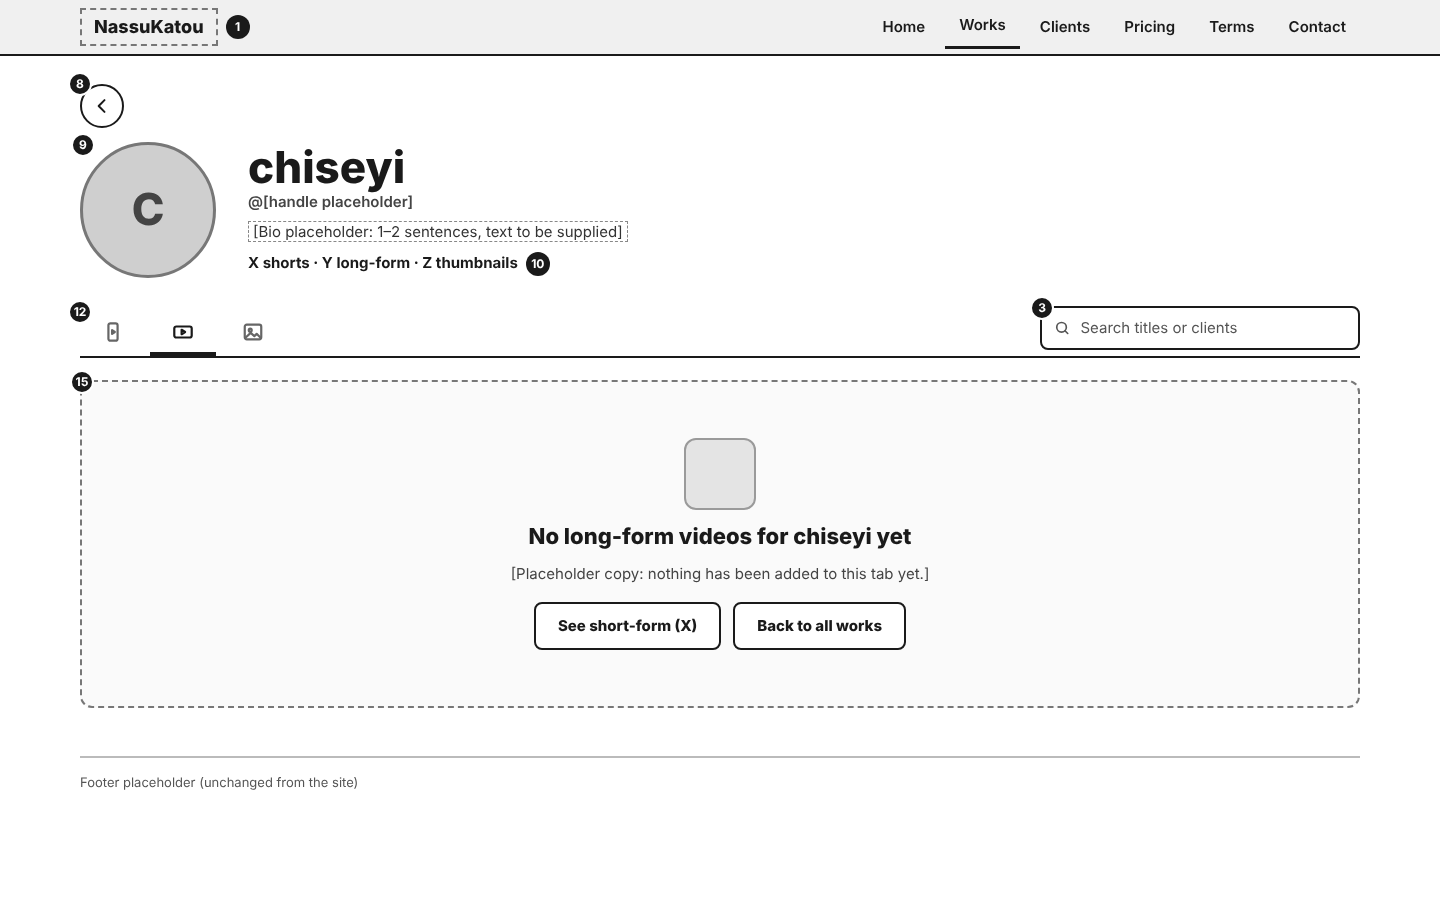 NassuKatou 1 Home Works Clients Pricing Terms Contact
8
9
C
chiseyi
@[handle placeholder]
[Bio placeholder: 1–2 sentences, text to be supplied]
X shorts · Y long-form · Z thumbnails 10
12
3
Search titles or clients
15
No long-form videos for chiseyi yet
[Placeholder copy: nothing has been added to this tab yet.]
See short-form (X) Back to all works
Footer placeholder (unchanged from the site)